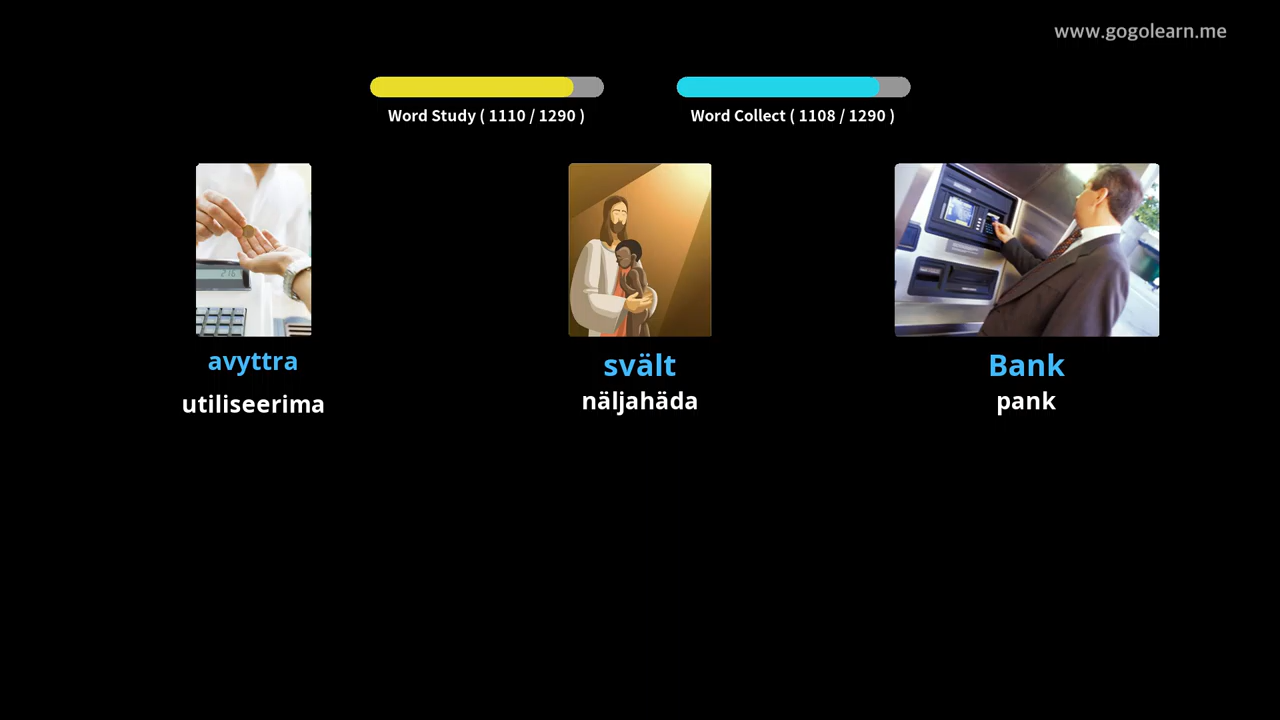 www.gogolearn.me
Word Study ( 1110 / 1290 )
Word Collect ( 1108 / 1290 )
avyttra
utiliseerima
svält
näljahäda
Bank
pank